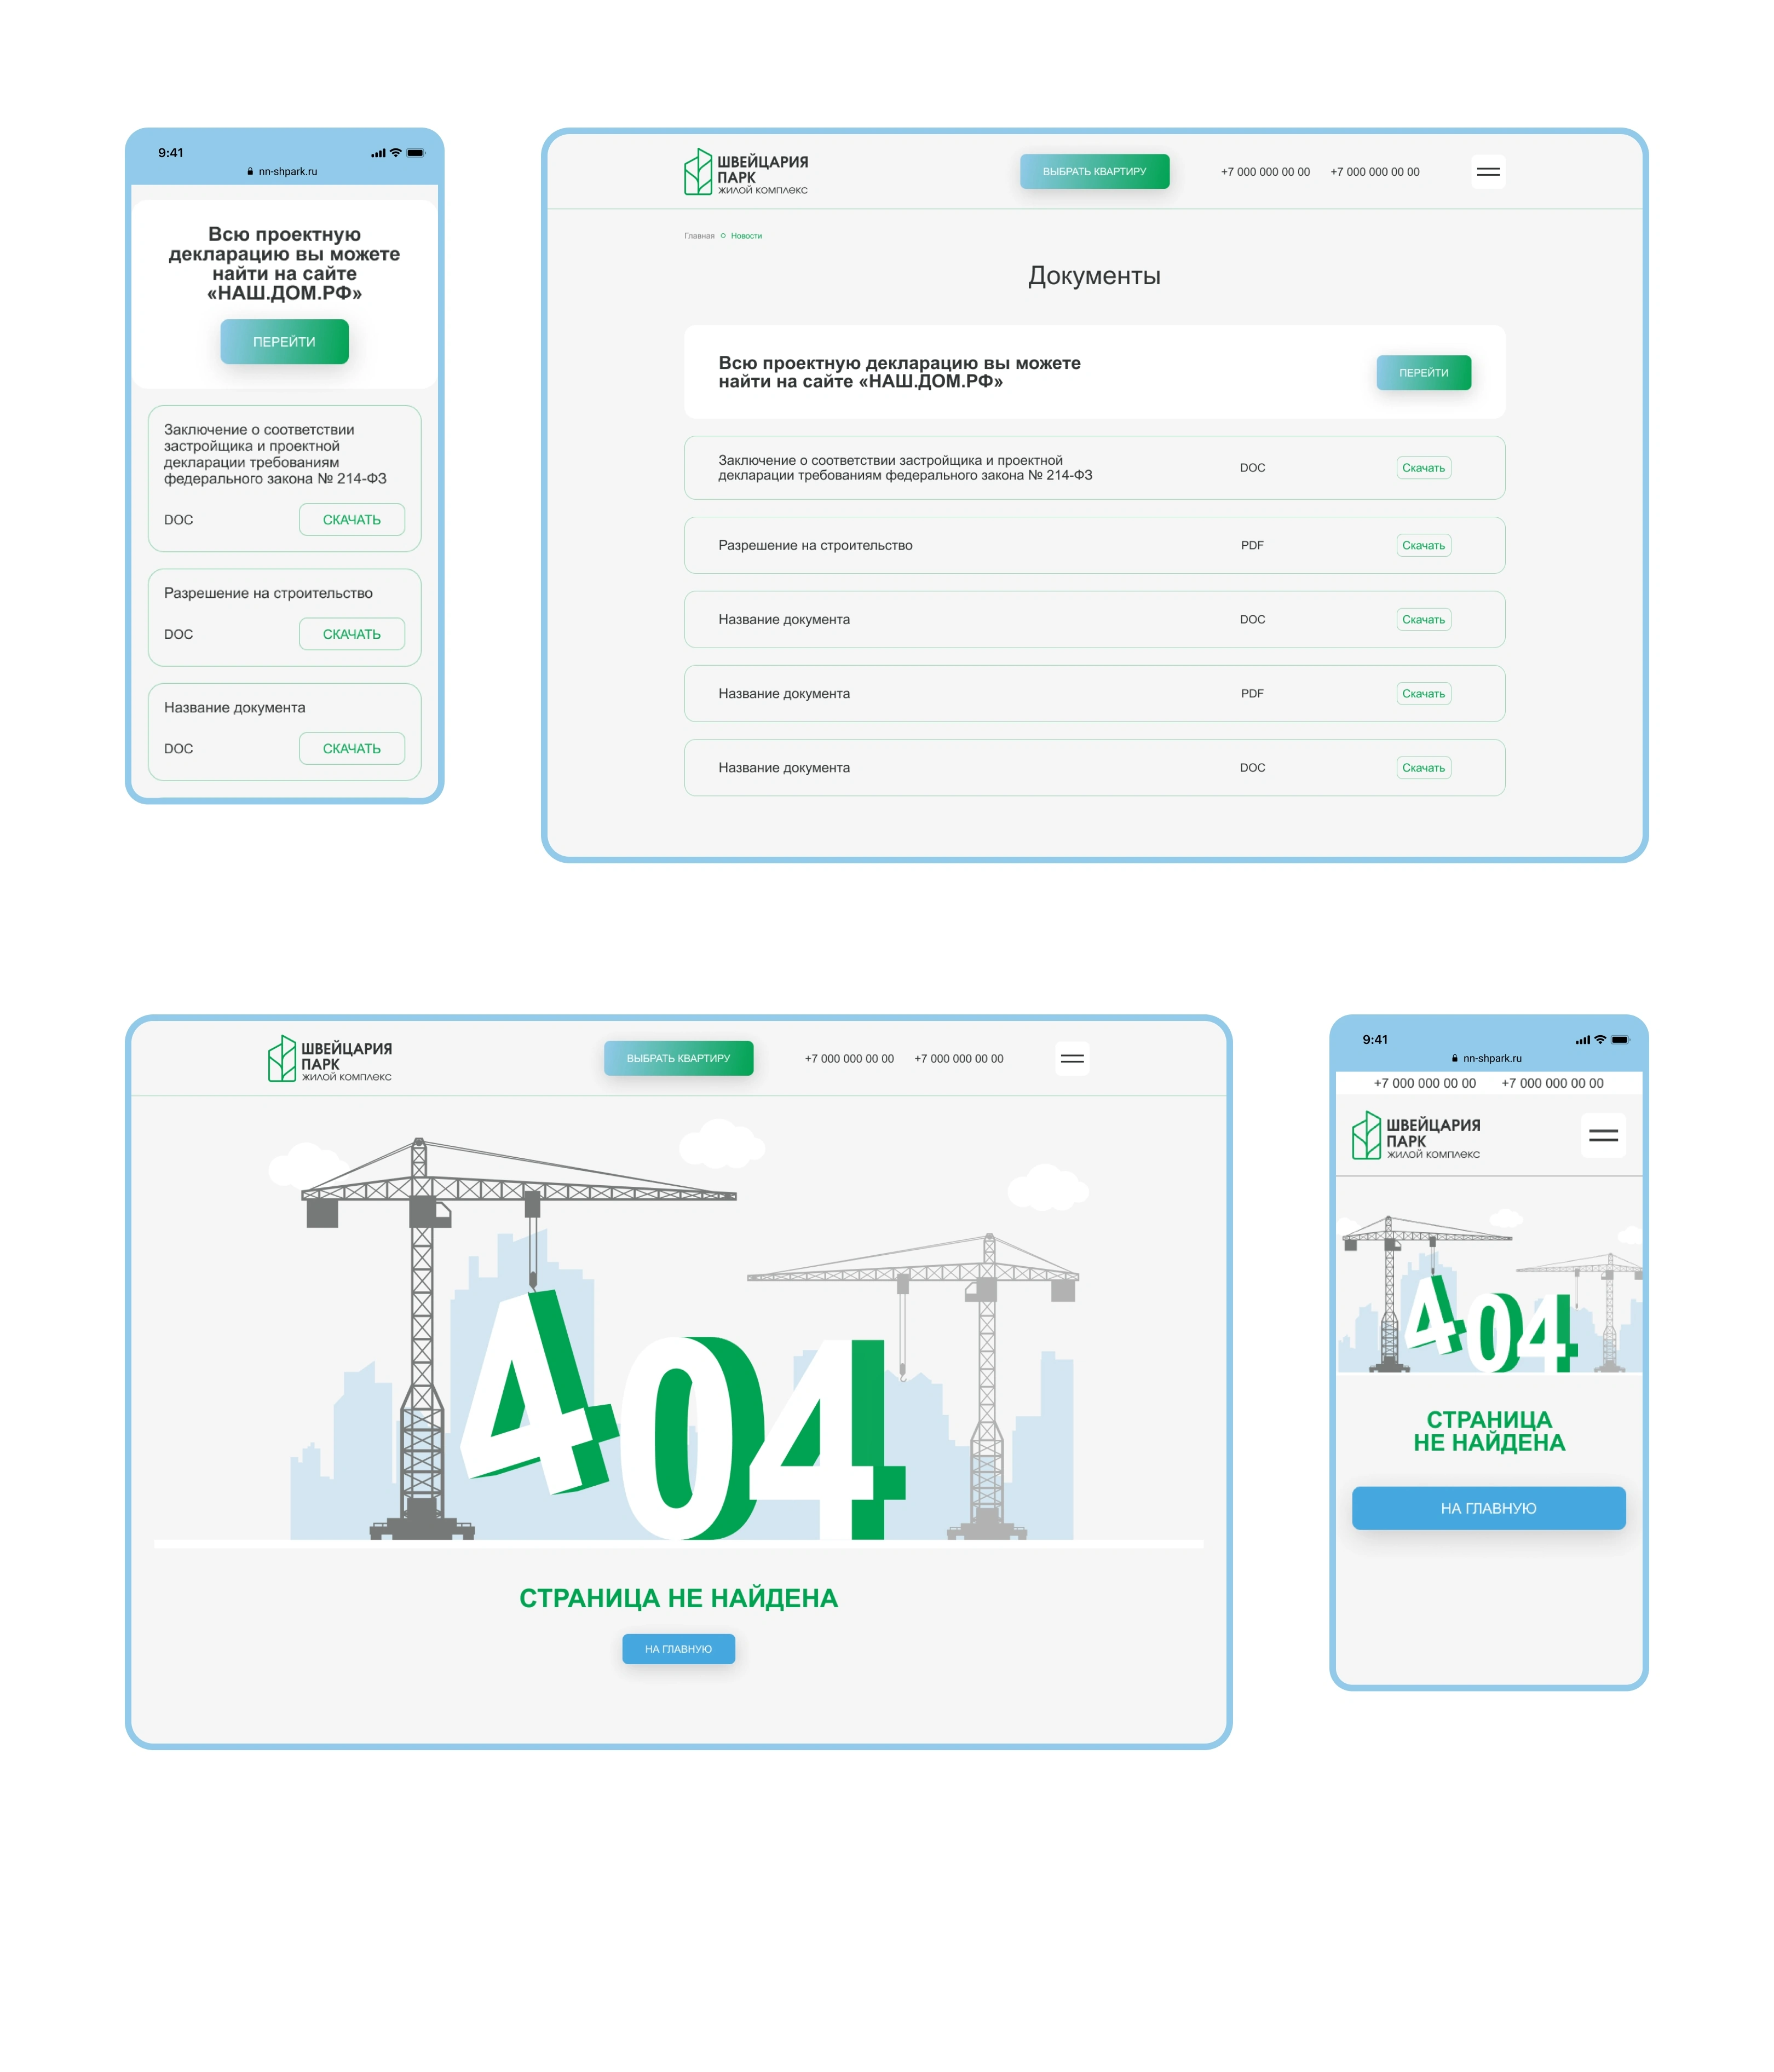 9:41
nn-shpark.ru
Всю проектную
декларацию вы можете
найти на сайте
«НАШ.ДОМ.РФ»
ПЕРЕЙТИ
Заключение о соответствии
застройщика и проектной
декларации требованиям
федерального закона № 214-ФЗ
DOC СКАЧАТЬ
Разрешение на строительство
DOC СКАЧАТЬ
Название документа
DOC СКАЧАТЬ
ШВЕЙЦАРИЯ
ПАРК
ЖИЛОЙ КОМПЛЕКС
ВЫБРАТЬ КВАРТИРУ +7 000 000 00 00 +7 000 000 00 00
Главная Новости
Документы
Всю проектную декларацию вы можете
найти на сайте «НАШ.ДОМ.РФ»
ПЕРЕЙТИ
Заключение о соответствии застройщика и проектной
декларации требованиям федерального закона № 214-ФЗ
DOC Скачать
Разрешение на строительство PDF Скачать
Название документа DOC Скачать
Название документа PDF Скачать
Название документа DOC Скачать
ШВЕЙЦАРИЯ
ПАРК
ЖИЛОЙ КОМПЛЕКС
ВЫБРАТЬ КВАРТИРУ +7 000 000 00 00 +7 000 000 00 00
404
СТРАНИЦА НЕ НАЙДЕНА
НА ГЛАВНУЮ
9:41
nn-shpark.ru
+7 000 000 00 00 +7 000 000 00 00
ШВЕЙЦАРИЯ
ПАРК
ЖИЛОЙ КОМПЛЕКС
404
СТРАНИЦА
НЕ НАЙДЕНА
НА ГЛАВНУЮ